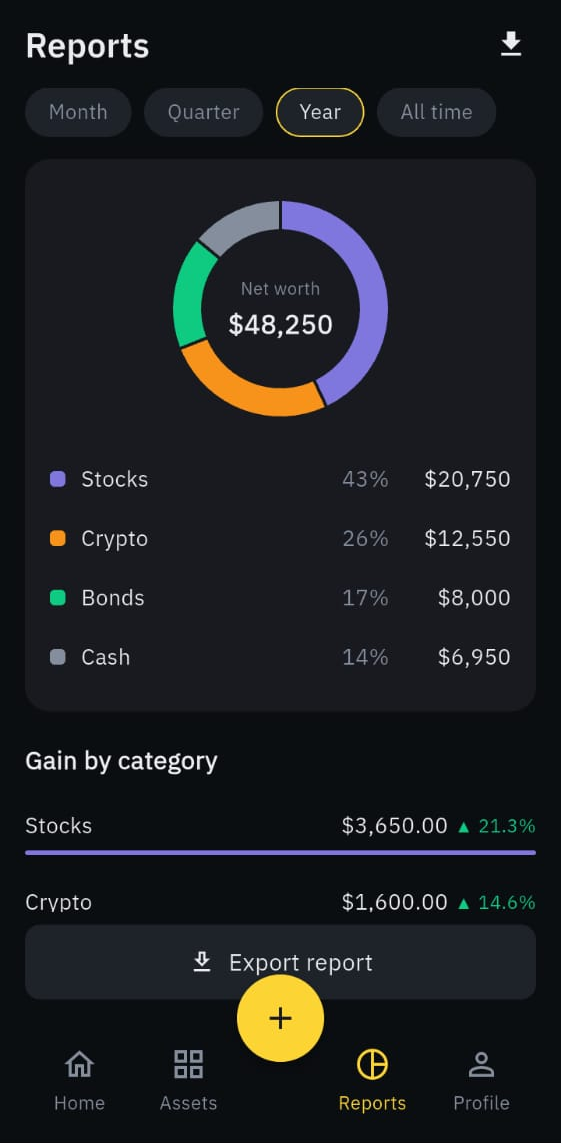 Reports
Month Quarter Year All time
Net worth
$48,250
Stocks 43% $20,750
Crypto 26% $12,550
Bonds 17% $8,000
Cash 14% $6,950
Gain by category
Stocks $3,650.00 ▲ 21.3%
Crypto $1,600.00 ▲ 14.6%
Export report
+
Home Assets Reports Profile